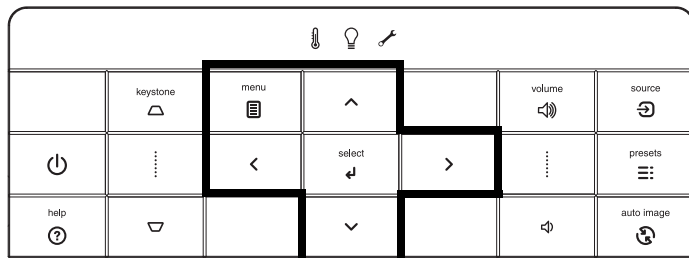 keystone
menu
volume
source
select
presets
help
auto image